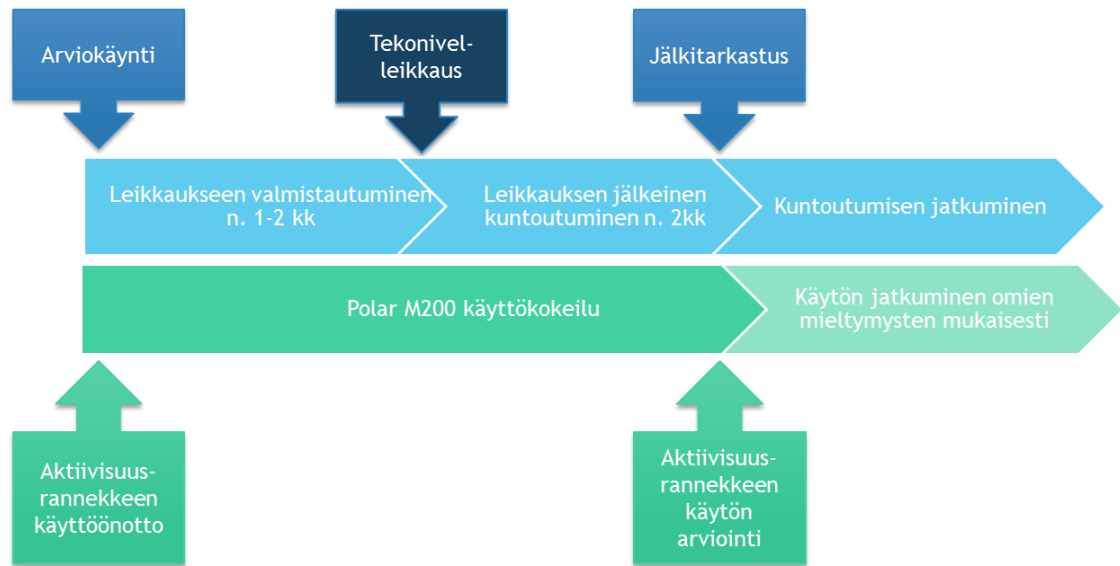 Arviokäynti
Tekonivel-
leikkaus
Jälkitarkastus
Leikkaukseen valmistautuminen
n. 1-2 kk
Leikkauksen jälkeinen
kuntoutuminen n. 2kk
Kuntoutumisen jatkuminen
Polar M200 käyttökokeilu
Käytön jatkuminen omien
mieltymysten mukaisesti
Aktiivisuus-
rannekkeen
käyttöönotto
Aktiivisuus-
rannekkeen
käytön
arviointi